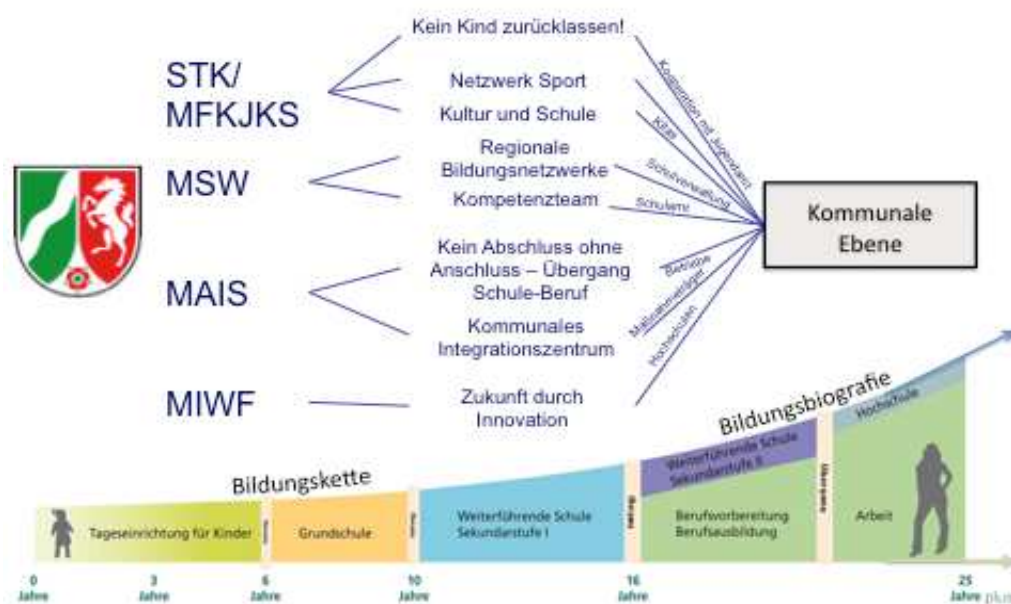 Kein Kind zurücklassen!
STK/
MFKJKS
Netzwerk Sport
Kultur und Schule
MSW
Regionale
Bildungsnetzwerke
Kompetenzteam
MAIS
Kein Abschluss ohne
Anschluss – Übergang
Schule-Beruf
Kommunales
Integrationszentrum
MIWF
Zukunft durch
Innovation
Kooperation mit Jugendamt
Kitas
Schulverwaltung
Schulamt
Betriebe
Maßnahmeträger
Hochschulen
Kommunale
Ebene
Bildungskette
Bildungsbiografie
Tageseinrichtung für Kinder
Grundschule
Weiterführende Schule
Sekundarstufe I
Weiterführende Schule
Sekundarstufe II
Berufsvorbereitung
Berufsausbildung
Hochschule
Arbeit
0
Jahre
3
Jahre
6
Jahre
10
Jahre
16
Jahre
25
Jahre plus